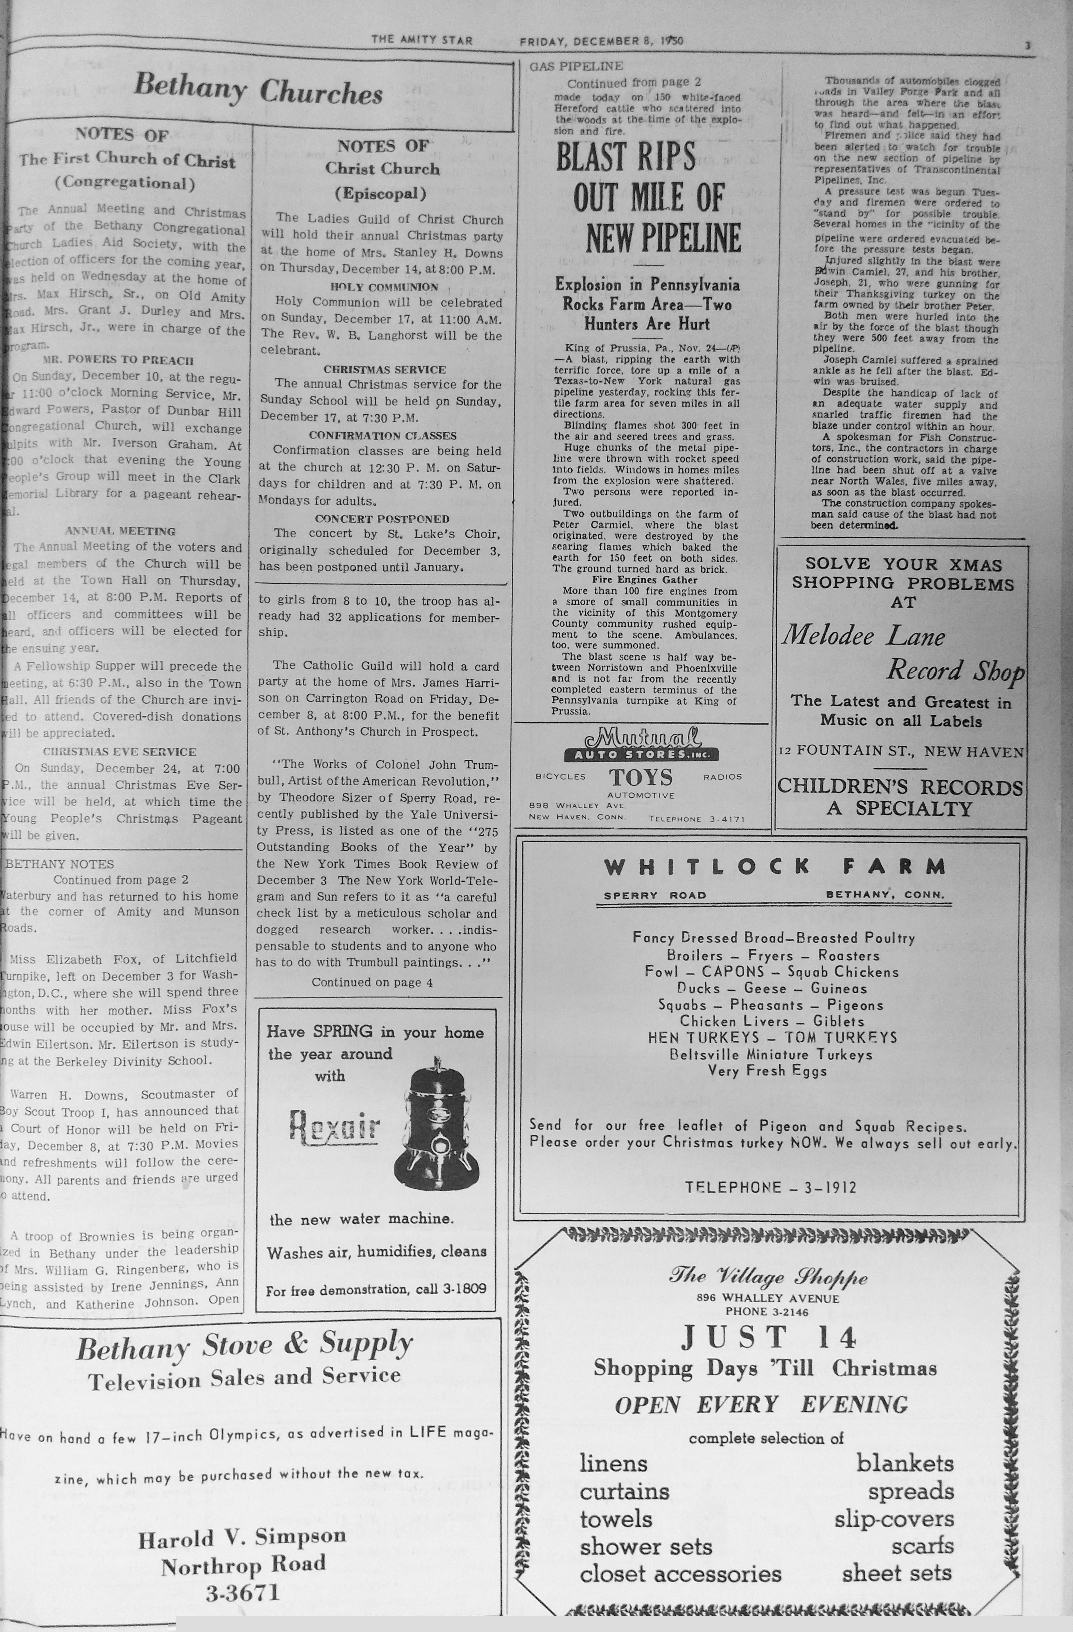 THE AMITY STAR FRIDAY, DECEMBER 8, 1950 3
Bethany Churches
NOTES OF
The First Church of Christ
(Congregational)
The Annual Meeting and Christmas
Party of the Bethany Congregational
Church Ladies Aid Society, with the
election of officers for the coming year,
was held on Wednesday at the home of
Mrs. Max Hirsch, Sr., on Old Amity
Road. Mrs. Grant J. Durley and Mrs.
Max Hirsch, Jr., were in charge of the
program.
MR. POWERS TO PREACH
On Sunday, December 10, at the regu-
11:00 o'clock Morning Service, Mr.
Edward Powers, Pastor of Dunbar Hill
Congregational Church, will exchange
pulpits with Mr. Iverson Graham. At
:00 o'clock that evening the Young
People's Group will meet in the Clark
Memorial Library for a pageant rehear-
sal.
ANNUAL MEETING
The Annual Meeting of the voters and
legal members of the Church will be
held at the Town Hall on Thursday,
December 14, at 8:00 P.M. Reports of
all officers and committees will be
heard, and officers will be elected for
the ensuing year.
A Fellowship Supper will precede the
meeting, at 6:30 P.M., also in the Town
Hall. All friends of the Church are invi-
ted to attend. Covered-dish donations
will be appreciated.
CHRISTMAS EVE SERVICE
On Sunday, December 24, at 7:00
P.M., the annual Christmas Eve Ser-
vice will be held, at which time the
Young People's Christmas Pageant
will be given.
BETHANY NOTES
Continued from page 2
Waterbury and has returned to his home
at the corner of Amity and Munson
Roads.
Miss Elizabeth Fox, of Litchfield
Turnpike, left on December 3 for Wash-
ington, D.C., where she will spend three
months with her mother. Miss Fox's
house will be occupied by Mr. and Mrs.
Edwin Eilertson. Mr. Eilertson is study-
ing at the Berkeley Divinity School.
Warren H. Downs, Scoutmaster of
Boy Scout Troop 1, has announced that
a Court of Honor will be held on Fri-
day, December 8, at 7:30 P.M. Movies
and refreshments will follow the cere-
mony. All parents and friends are urged
to attend.
A troop of Brownies is being organ-
ized in Bethany under the leadership
of Mrs. William G. Ringenberg, who is
being assisted by Irene Jennings, Ann
Lynch, and Katherine Johnson. Open
NOTES OF
Christ Church
(Episcopal)
The Ladies Guild of Christ Church
will hold their annual Christmas party
at the home of Mrs. Stanley H. Downs
on Thursday, December 14, at 8:00 P.M.
HOLY COMMUNION
Holy Communion will be celebrated
on Sunday, December 17, at 11:00 A.M.
The Rev. W. B. Langhorst will be the
celebrant.
CHRISTMAS SERVICE
The annual Christmas service for the
Sunday School will be held on Sunday,
December 17, at 7:30 P.M.
CONFIRMATION CLASSES
Confirmation classes are being held
at the church at 12:30 P. M. on Satur-
days for children and at 7:30 P. M. on
Mondays for adults.
CONCERT POSTPONED
The concert by St. Luke's Choir,
originally scheduled for December 3,
has been postponed until January.
to girls from 8 to 10, the troop has al-
ready had 32 applications for member-
ship.
The Catholic Guild will hold a card
party at the home of Mrs. James Harri-
son on Carrington Road on Friday, De-
cember 8, at 8:00 P.M., for the benefit
of St. Anthony's Church in Prospect.
"The Works of Colonel John Trum-
bull, Artist of the American Revolution,"
by Theodore Sizer of Sperry Road, re-
cently published by the Yale Universi-
ty Press, is listed as one of the "275
Outstanding Books of the Year" by
the New York Times Book Review of
December 3 The New York World-Tele-
gram and Sun refers to it as "a careful
check list by a meticulous scholar and
dogged research worker. . . .indis-
pensable to students and to anyone who
has to do with Trumbull paintings. . ."
Continued on page 4
Have SPRING in your home
the year around
with
Rexair
the new water machine.
Washes air, humidifies, cleans
For free demonstration, call 3-1809
Bethany Stove & Supply
Television Sales and Service
Have on hand a few 17-inch Olympics, as advertised in LIFE maga-
zine, which may be purchased without the new tax.
Harold V. Simpson
Northrop Road
3-3671
GAS PIPELINE
Continued from page 2
made today on 150 white-faced
Hereford cattle who scattered into
the woods at the time of the explo-
sion and fire.
BLAST RIPS
OUT MILE OF
NEW PIPELINE
Explosion in Pennsylvania
Rocks Farm Area—Two
Hunters Are Hurt
King of Prussia, Pa., Nov. 24—(AP)
—A blast, ripping the earth with
terrific force, tore up a mile of a
Texas-to-New York natural gas
pipeline yesterday, rocking this fer-
tile farm area for seven miles in all
directions.
Blinding flames shot 300 feet in
the air and seered trees and grass.
Huge chunks of the metal pipe-
line were thrown with rocket speed
into fields. Windows in homes miles
from the explosion were shattered.
Two persons were reported in-
jured.
Two outbuildings on the farm of
Peter Carmiel, where the blast
originated, were destroyed by the
searing flames which baked the
earth for 150 feet on both sides.
The ground turned hard as brick.
Fire Engines Gather
More than 100 fire engines from
a smore of small communities in
the vicinity of this Montgomery
County community rushed equip-
ment to the scene. Ambulances,
too, were summoned.
The blast scene is half way be-
tween Norristown and Phoenixville
and is not far from the recently
completed eastern terminus of the
Pennsylvania turnpike at King of
Prussia.
Thousands of automobiles clogged
roads in Valley Forge Park and all
through the area where the blast
was heard—and felt—in an effort
to find out what happened.
Firemen and police said they had
been alerted to watch for trouble
on the new section of pipeline by
representatives of Transcontinental
Pipelines, Inc.
A pressure test was begun Tues-
day and firemen were ordered to
"stand by" for possible trouble.
Several homes in the vicinity of the
pipeline were ordered evacuated be-
fore the pressure tests began.
Injured slightly in the blast were
Edwin Camiel, 27, and his brother,
Joseph, 21, who were gunning for
their Thanksgiving turkey on the
farm owned by their brother Peter.
Both men were hurled into the
air by the force of the blast though
they were 500 feet away from the
pipeline.
Joseph Camiel suffered a sprained
ankle as he fell after the blast. Ed-
win was bruised.
Despite the handicap of lack of
an adequate water supply and
snarled traffic firemen had the
blaze under control within an hour.
A spokesman for Fish Construc-
tors, Inc., the contractors in charge
of construction work, said the pipe-
line had been shut off at a valve
near North Wales, five miles away,
as soon as the blast occurred.
The construction company spokes-
man said cause of the blast had not
been determined.
Mutual
AUTO STORES, INC.
BICYCLES TOYS RADIOS
AUTOMOTIVE
898 WHALLEY AVE.
NEW HAVEN, CONN. TELEPHONE 3-4171
SOLVE YOUR XMAS
SHOPPING PROBLEMS
AT
Melodee Lane
Record Shop
The Latest and Greatest in
Music on all Labels
12 FOUNTAIN ST., NEW HAVEN
CHILDREN'S RECORDS
A SPECIALTY
WHITLOCK FARM
SPERRY ROAD BETHANY, CONN.
Fancy Dressed Broad-Breasted Poultry
Broilers – Fryers – Roasters
Fowl – CAPONS – Squab Chickens
Ducks – Geese – Guineas
Squabs – Pheasants – Pigeons
Chicken Livers – Giblets
HEN TURKEYS – TOM TURKEYS
Beltsville Miniature Turkeys
Very Fresh Eggs
Send for our free leaflet of Pigeon and Squab Recipes.
Please order your Christmas turkey NOW. We always sell out early.
TELEPHONE – 3-1912
The Village Shoppe
896 WHALLEY AVENUE
PHONE 3-2146
JUST 14
Shopping Days 'Till Christmas
OPEN EVERY EVENING
complete selection of
linens blankets
curtains spreads
towels slip-covers
shower sets scarfs
closet accessories sheet sets